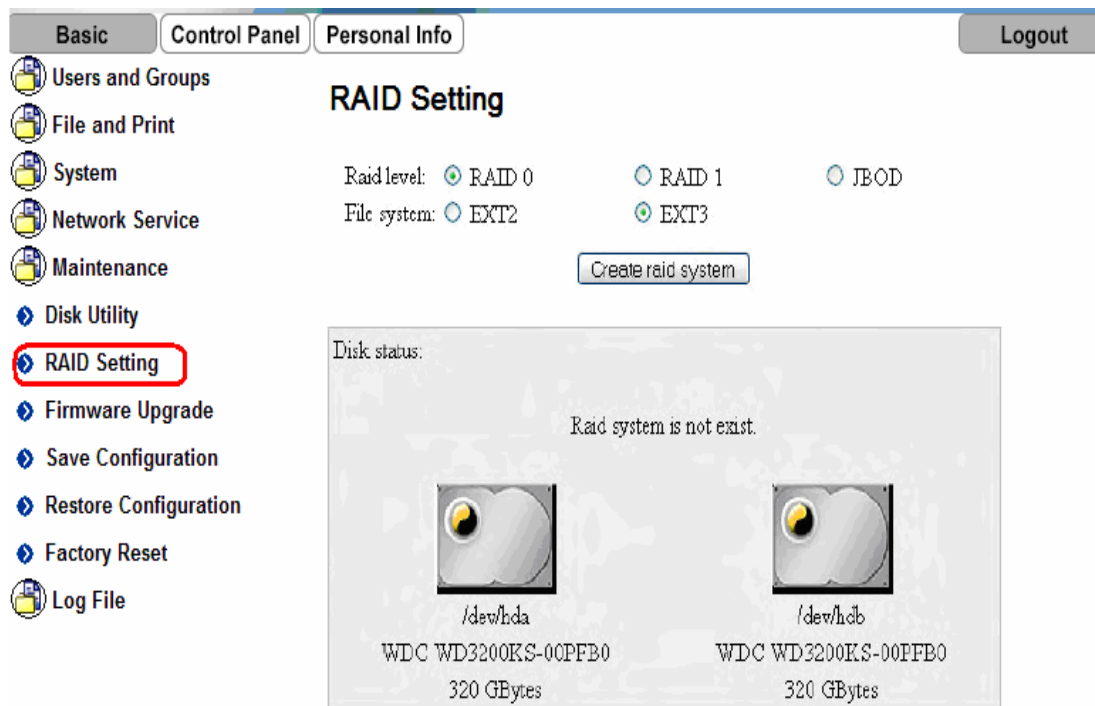 Basic Control Panel Personal Info Logout
Users and Groups
File and Print
System
Network Service
Maintenance
Disk Utility
RAID Setting
Firmware Upgrade
Save Configuration
Restore Configuration
Factory Reset
Log File
RAID Setting
Raid level: RAID 0 RAID 1 JBOD
File system: EXT2 EXT3
Create raid system
Disk status:
Raid system is not exist.
/dev/hda /dev/hdb
WDC WD3200KS-00PFB0 WDC WD3200KS-00PFB0
320 GBytes 320 GBytes